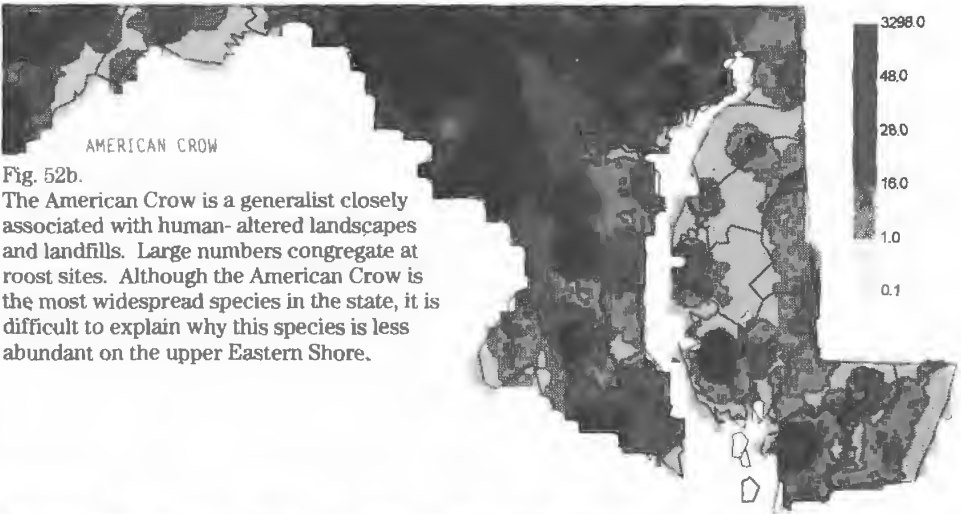 3298.0
48.0
28.0
16.0
1.0
0.1
AMERICAN CROW
Fig. 52b.
The American Crow is a generalist closely
associated with human- altered landscapes
and landfills. Large numbers congregate at
roost sites. Although the American Crow is
the most widespread species in the state, it is
difficult to explain why this species is less
abundant on the upper Eastern Shore.